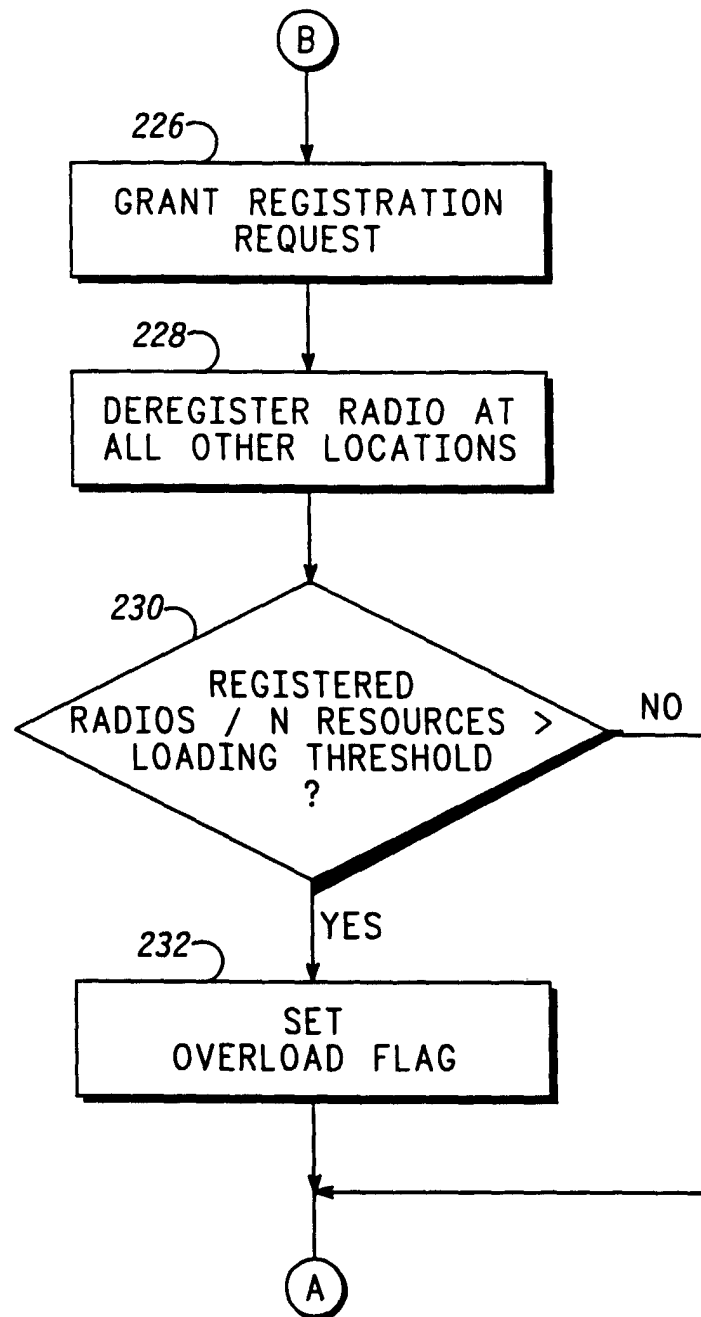 B
226
GRANT REGISTRATION
REQUEST
228
DEREGISTER RADIO AT
ALL OTHER LOCATIONS
230
REGISTERED
RADIOS / N RESOURCES >
LOADING THRESHOLD
?
NO
YES
232
SET
OVERLOAD FLAG
A